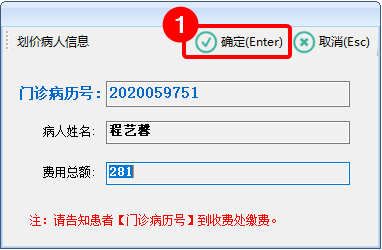 1
划价病人信息 确定(Enter) 取消(Esc)
门诊病历号: 2020059751
病人姓名: 程艺馨
费用总额: 281
注: 请告知患者【门诊病历号】到收费处缴费。